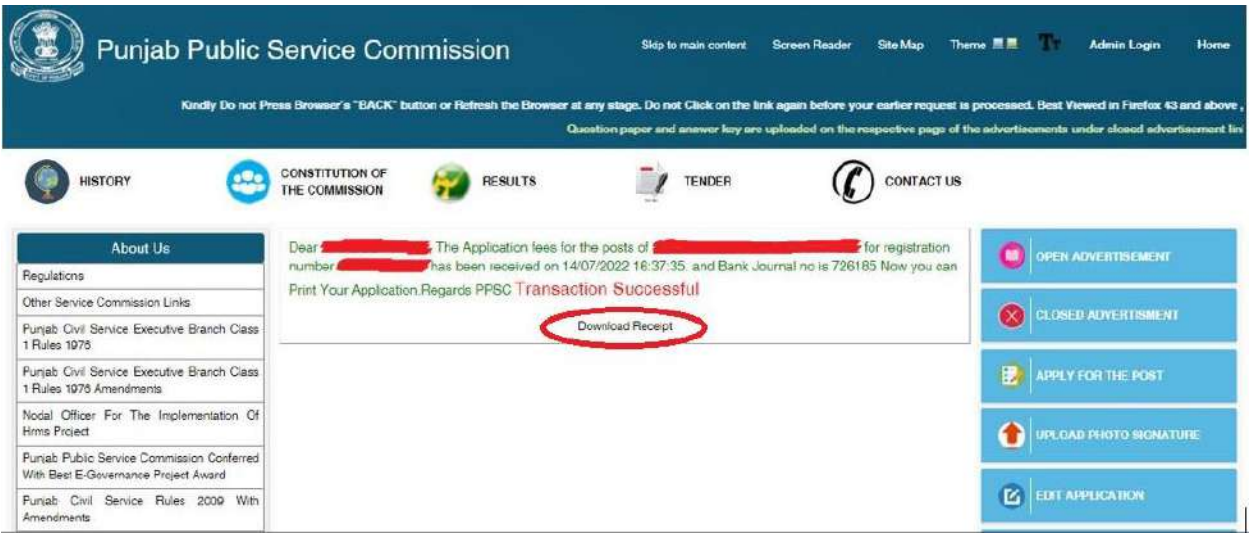 Punjab Public Service Commission
Skip to main content Screen Reader Site Map Theme Tт Admin Login Home
Kindly Do not Press Browser's "BACK" button or Refresh the Browser at any stage. Do not Click on the link again before your earlier request is processed. Best Viewed in Firefox 43 and above ,
Question paper and answer key are uploaded on the respective page of the advertisements under closed advertisement lin
HISTORY
CONSTITUTION OF
THE COMMISSION
RESULTS
TENDER
CONTACT US
About Us
Regulations
Other Service Commission Links
Punjab Civil Service Executive Branch Class
1 Rules 1976
Punjab Civil Service Executive Branch Class
1 Rules 1976 Amendments
Nodal Officer For The Implementation Of
Hrms Project
Punjab Public Service Commission Conferred
With Best E-Governance Project Award
Punjab Civil Service Rules 2009 With
Amendments
Dear , The Application fees for the posts of for registration
number has been received on 14/07/2022 16:37:35. and Bank Journal no is 726185 Now you can
Print Your Application.Regards PPSC Transaction Successful
Download Receipt
OPEN ADVERTISEMENT
CLOSED ADVERTISMENT
APPLY FOR THE POST
UPLOAD PHOTO SIGNATURE
EDIT APPLICATION